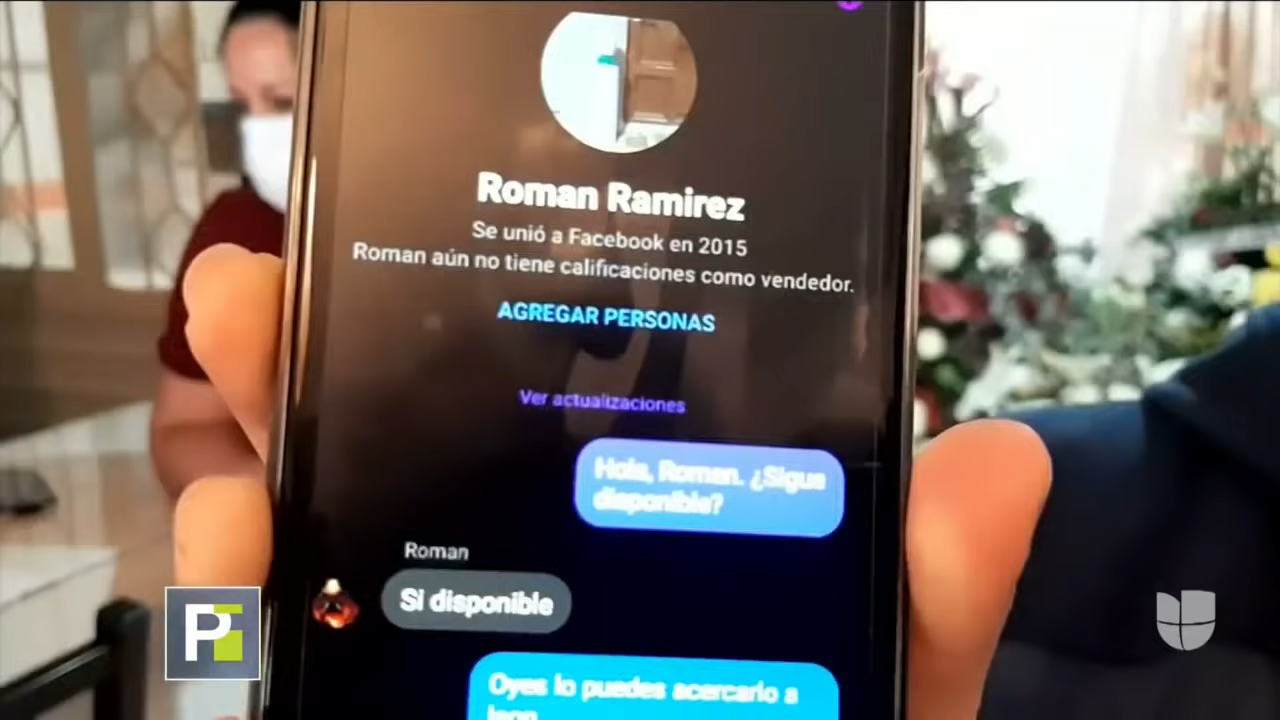 Roman Ramirez
Se unió a Facebook en 2015
Roman aún no tiene calificaciones como vendedor.
AGREGAR PERSONAS
Ver actualizaciones
Hola, Roman. ¿Sigue
disponible?
Roman
Si disponible
Oyes lo puedes acercarlo a
P